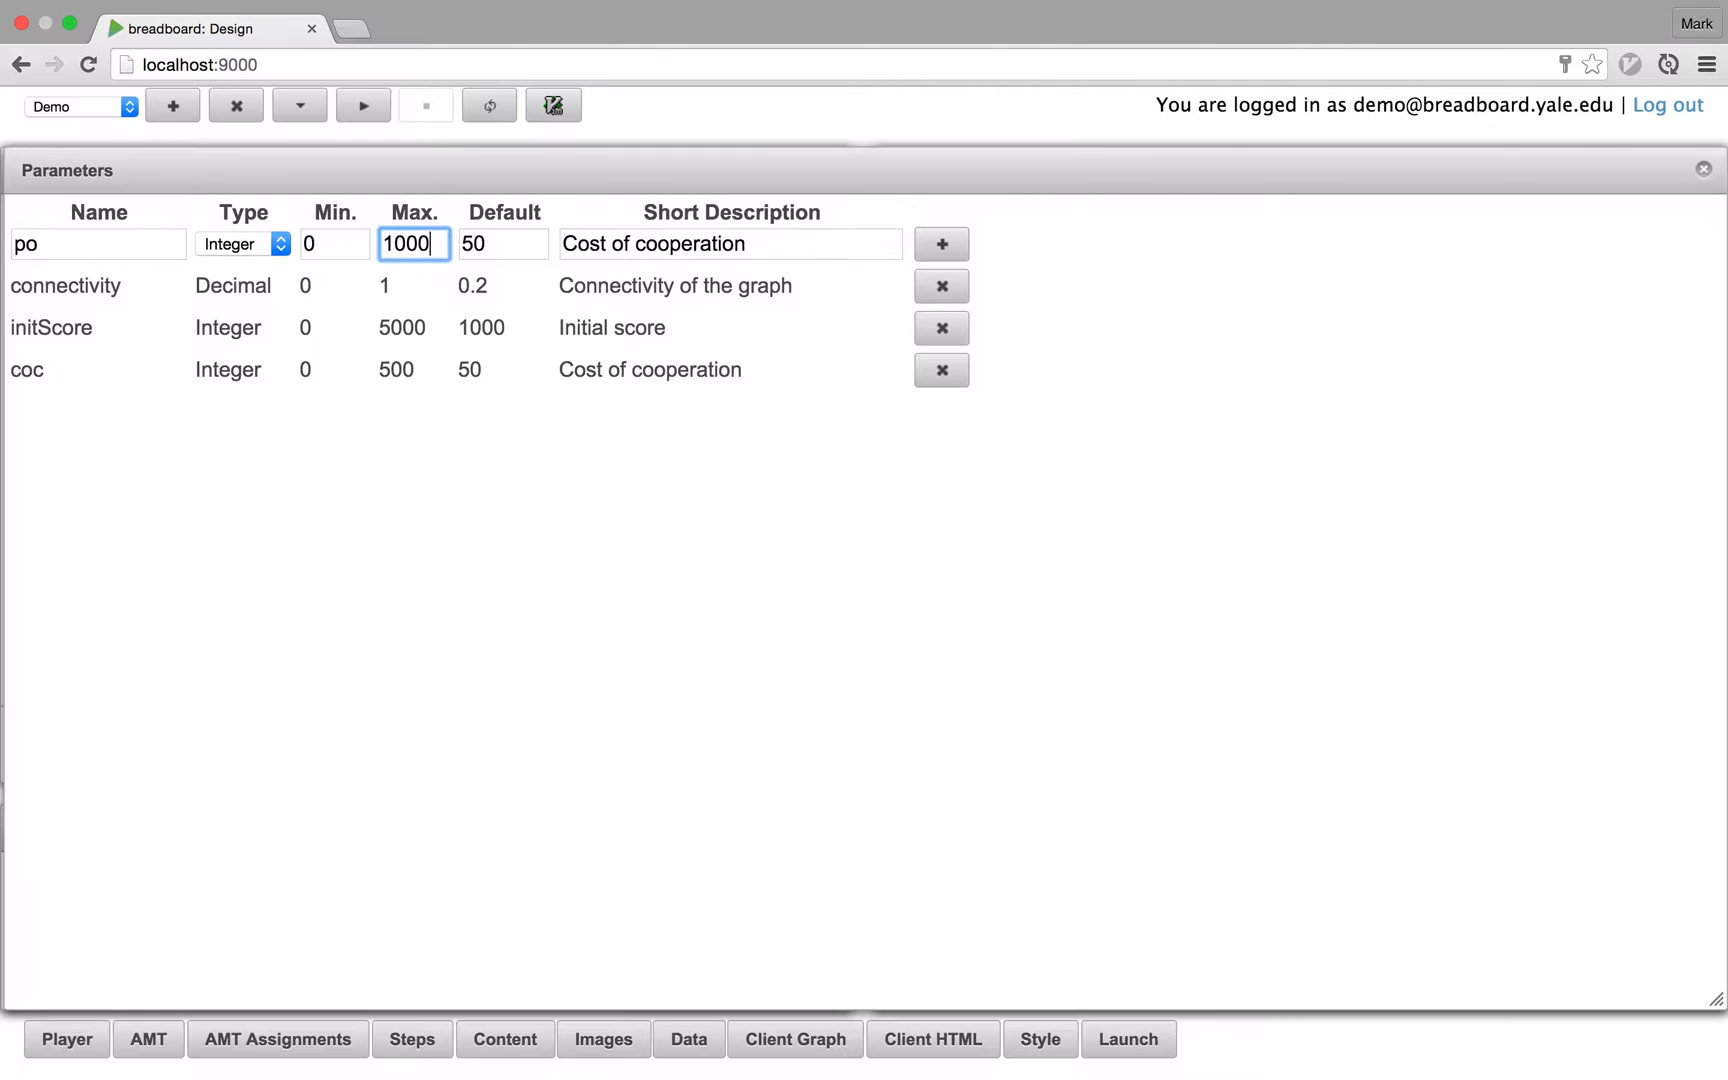 breadboard: Design
Mark
localhost:9000
Demo
You are logged in as demo@breadboard.yale.edu | Log out
Parameters
Name Type Min. Max. Default Short Description
po Integer 0 1000 50 Cost of cooperation
connectivity Decimal 0 1 0.2 Connectivity of the graph
initScore Integer 0 5000 1000 Initial score
coc Integer 0 500 50 Cost of cooperation
Player AMT AMT Assignments Steps Content Images Data Client Graph Client HTML Style Launch